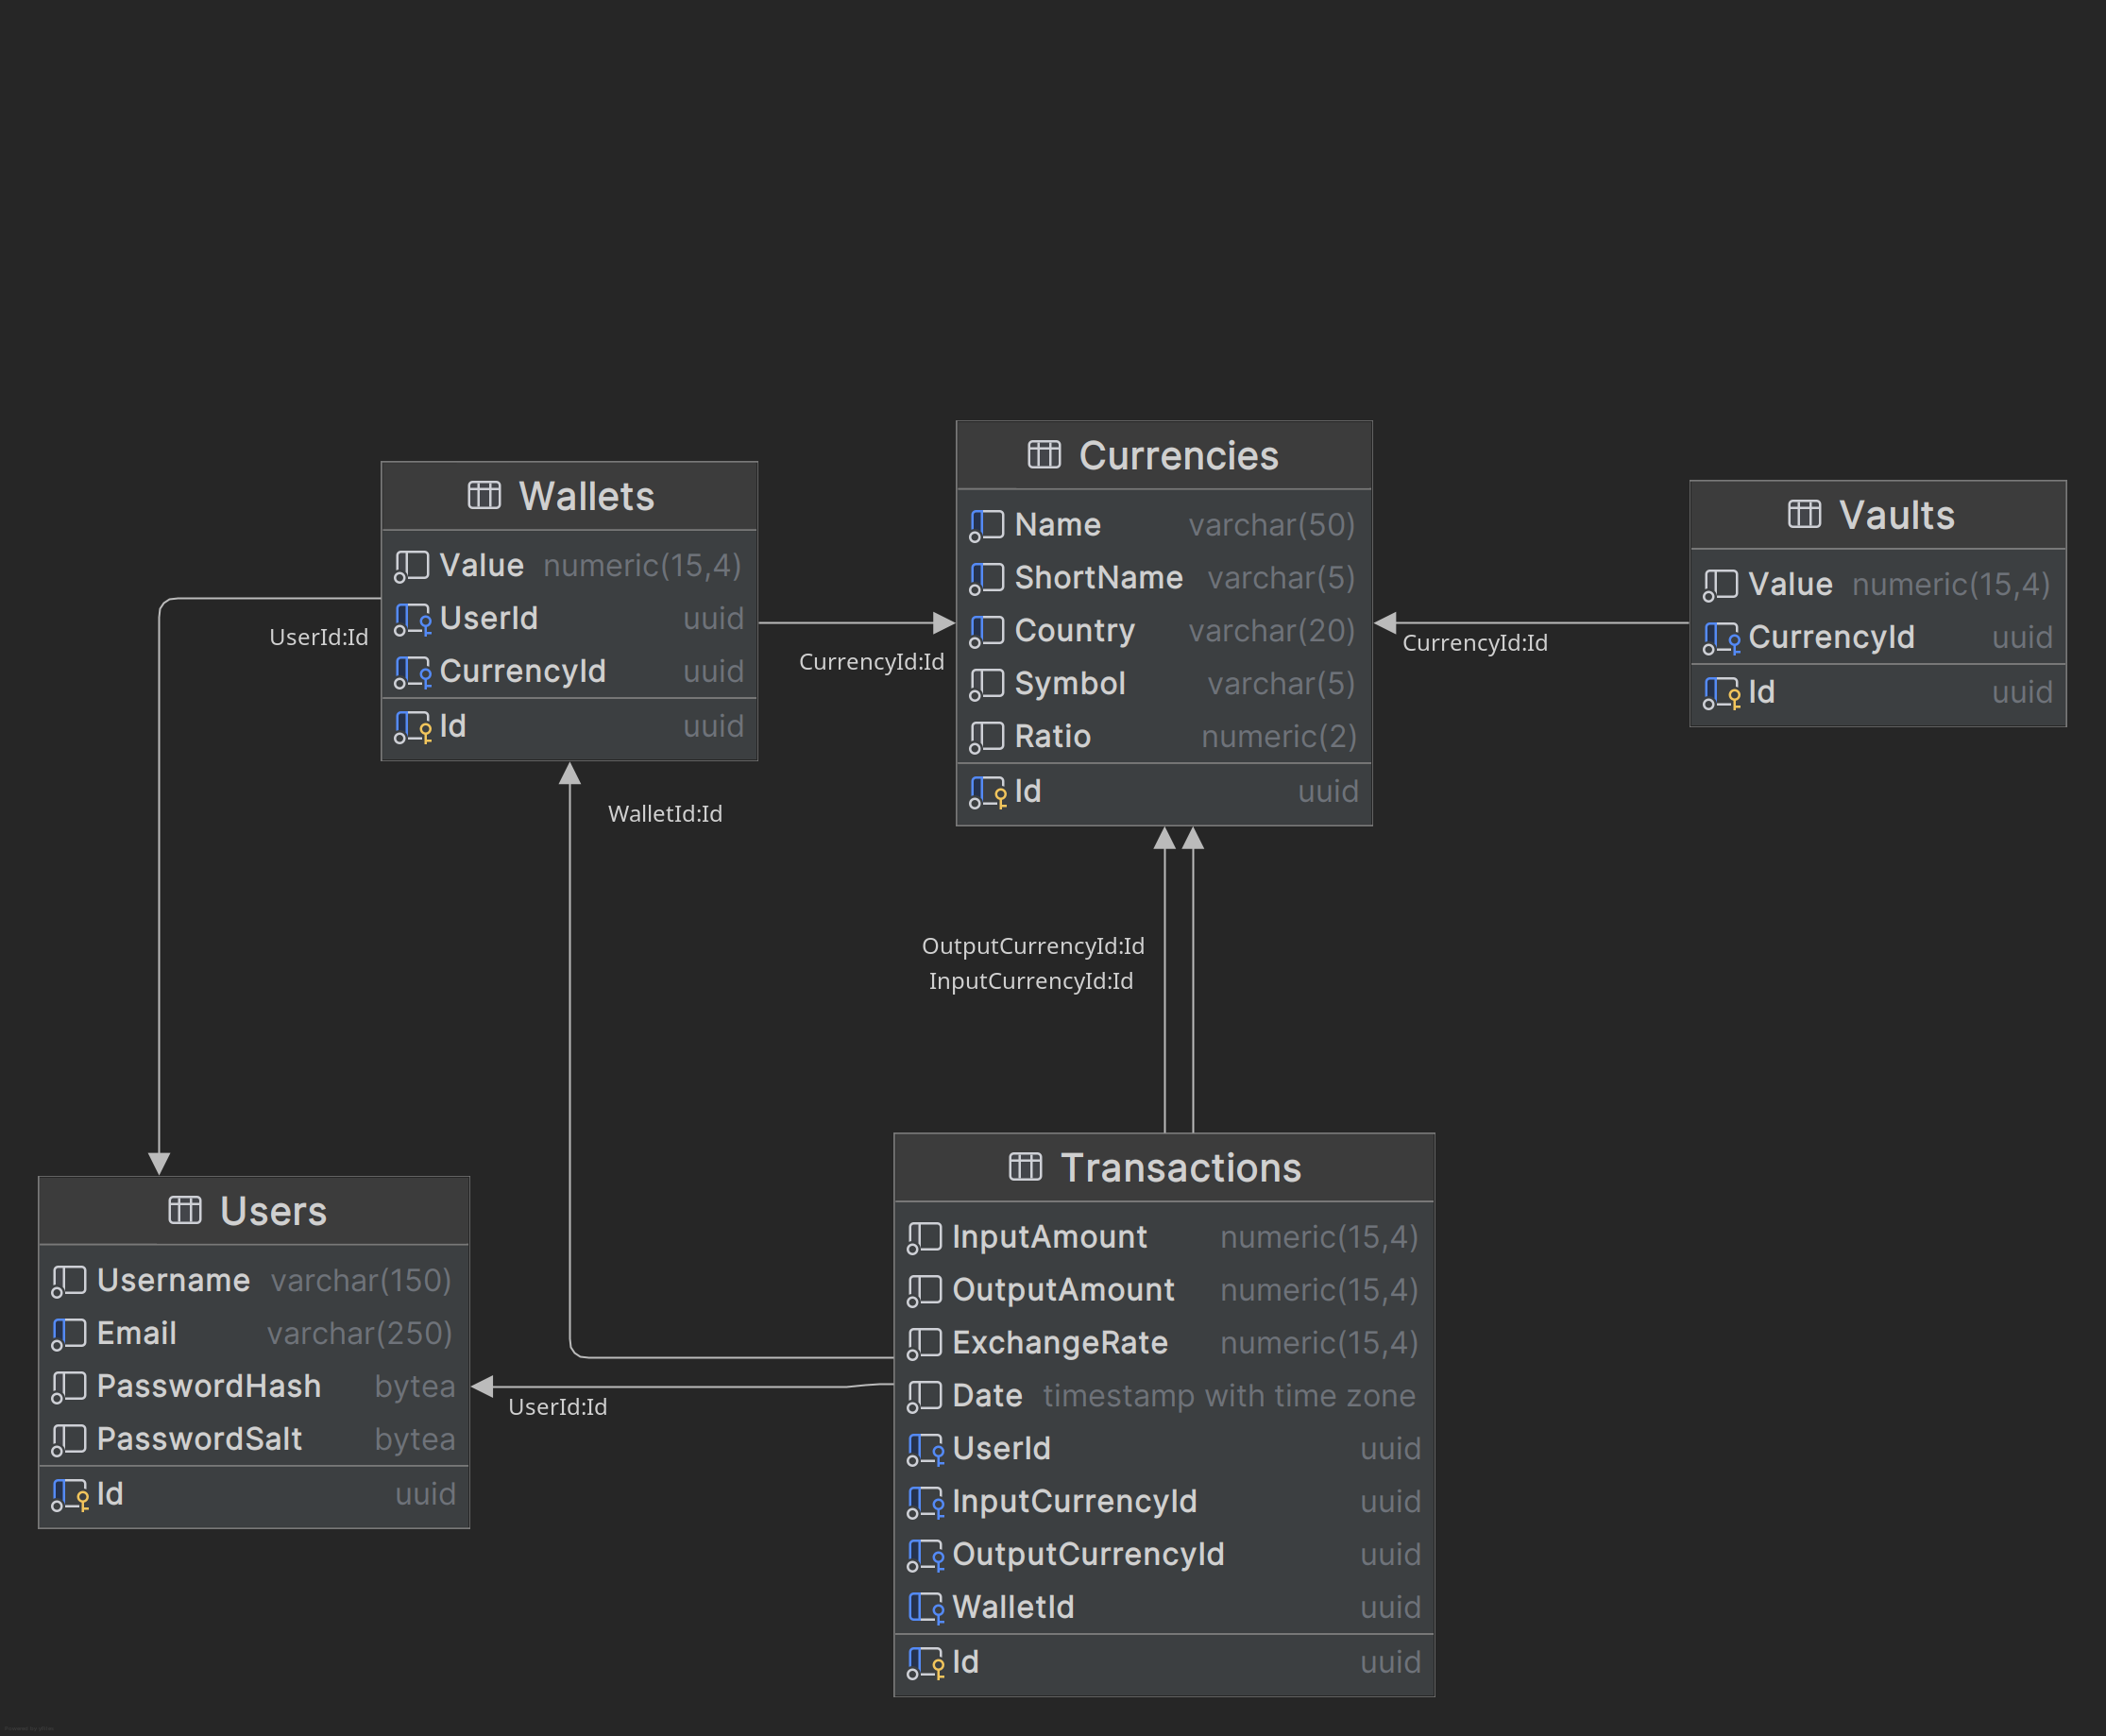 Wallets
Value numeric(15,4)
UserId uuid
CurrencyId uuid
Id uuid
Currencies
Name varchar(50)
ShortName varchar(5)
Country varchar(20)
Symbol varchar(5)
Ratio numeric(2)
Id uuid
Vaults
Value numeric(15,4)
CurrencyId uuid
Id uuid
UserId:Id
CurrencyId:Id
CurrencyId:Id
WalletId:Id
OutputCurrencyId:Id
InputCurrencyId:Id
Users
Username varchar(150)
Email varchar(250)
PasswordHash bytea
PasswordSalt bytea
Id uuid
UserId:Id
Transactions
InputAmount numeric(15,4)
OutputAmount numeric(15,4)
ExchangeRate numeric(15,4)
Date timestamp with time zone
UserId uuid
InputCurrencyId uuid
OutputCurrencyId uuid
WalletId uuid
Id uuid